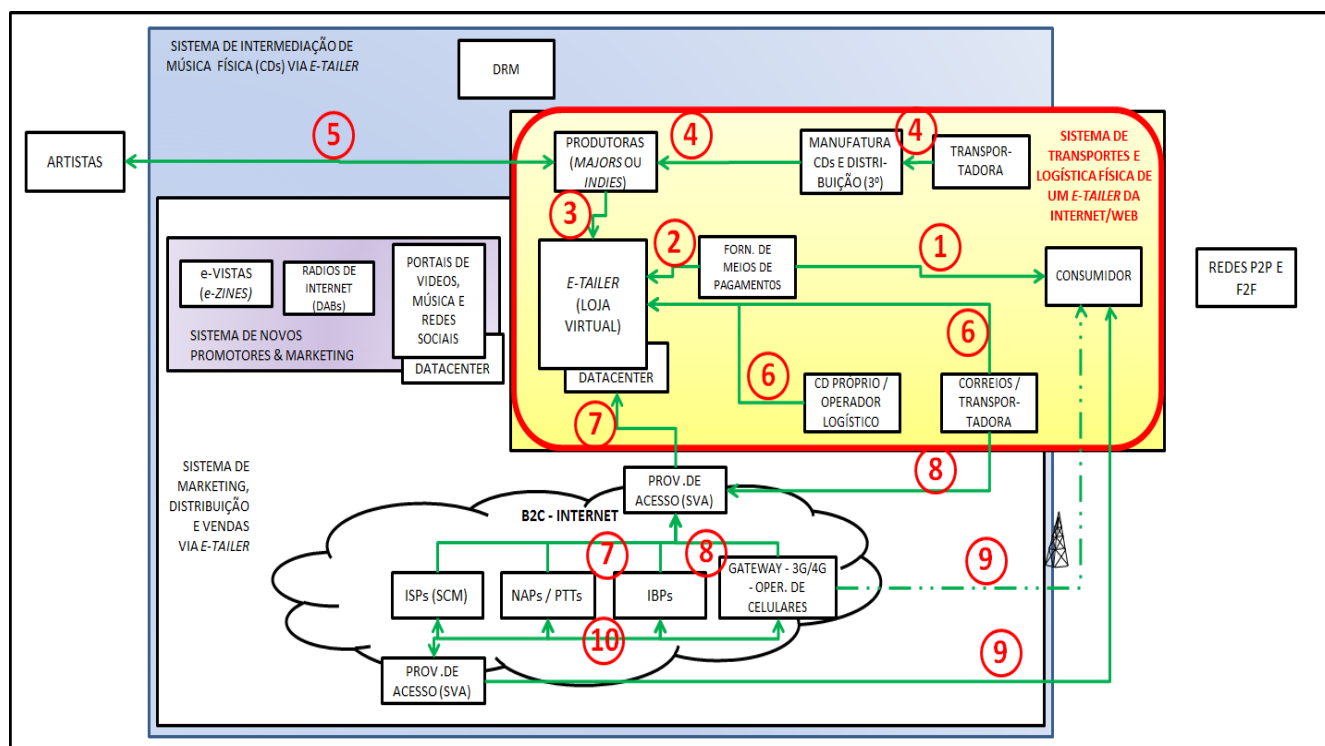 SISTEMA DE INTERMEDIAÇÃO DE
MÚSICA FÍSICA (CDs) VIA E-TAILER
DRM
ARTISTAS
5
PRODUTORAS
(MAJORS OU
INDIES)
4
MANUFATURA
CDs E DISTRI-
BUIÇÃO (3º)
4
TRANSPOR-
TADORA
SISTEMA DE
TRANSPORTES E
LOGÍSTICA FÍSICA DE
UM E-TAILER DA
INTERNET/WEB
3
e-VISTAS
(e-ZINES)
RADIOS DE
INTERNET
(DABs)
PORTAIS DE
VIDEOS,
MÚSICA E
REDES
SOCIAIS
DATACENTER
SISTEMA DE NOVOS
PROMOTORES & MARKETING
E-TAILER
(LOJA
VIRTUAL)
DATACENTER
2
FORN. DE
MEIOS DE
PAGAMENTOS
1
CONSUMIDOR
REDES P2P E
F2F
6
6
CD PRÓPRIO /
OPERADOR
LOGÍSTICO
CORREIOS /
TRANSPOR-
TADORA
7
8
SISTEMA DE
MARKETING,
DISTRIBUIÇÃO
E VENDAS
VIA E-TAILER
PROV .DE
ACESSO (SVA)
B2C - INTERNET
7
8
ISPs (SCM)
NAPs / PTTs
IBPs
GATEWAY - 3G/4G
- OPER. DE
CELULARES
9
10
PROV .DE
ACESSO (SVA)
9